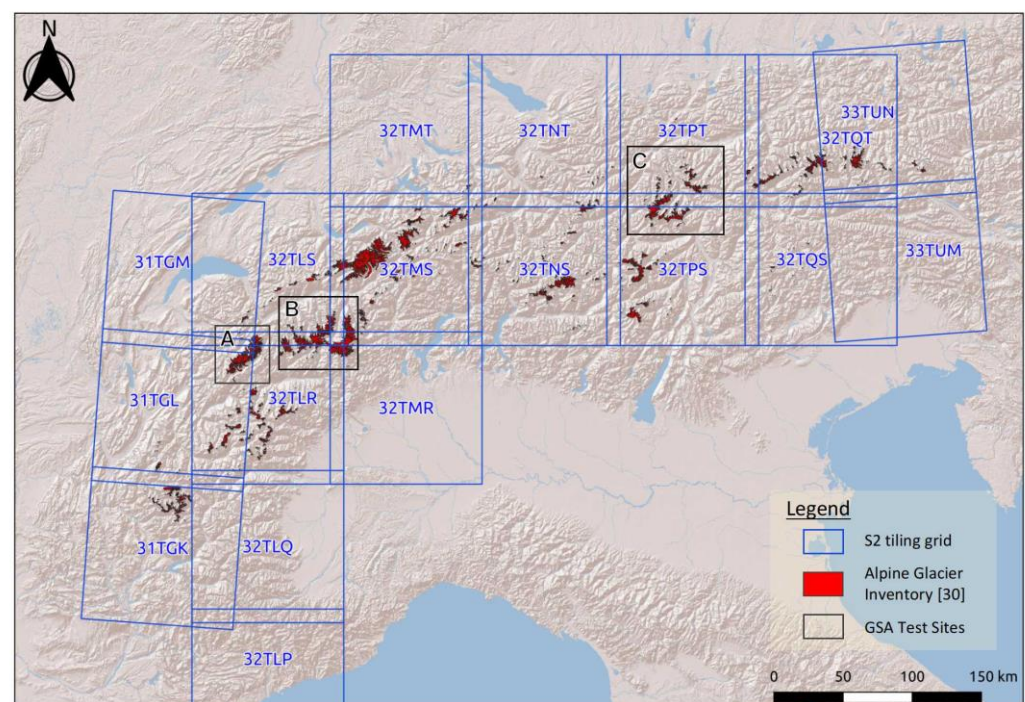 N
33TUN
32TMT
32TNT
32TPT
32TQT
C
31TGM
32TLS
32TMS
32TNS
32TPS
32TQS
33TUM
B
A
31TGL
32TLR
32TMR
31TGK
32TLQ
32TLP
Legend
S2 tiling grid
Alpine Glacier
Inventory [30]
GSA Test Sites
0 50 100 150 km